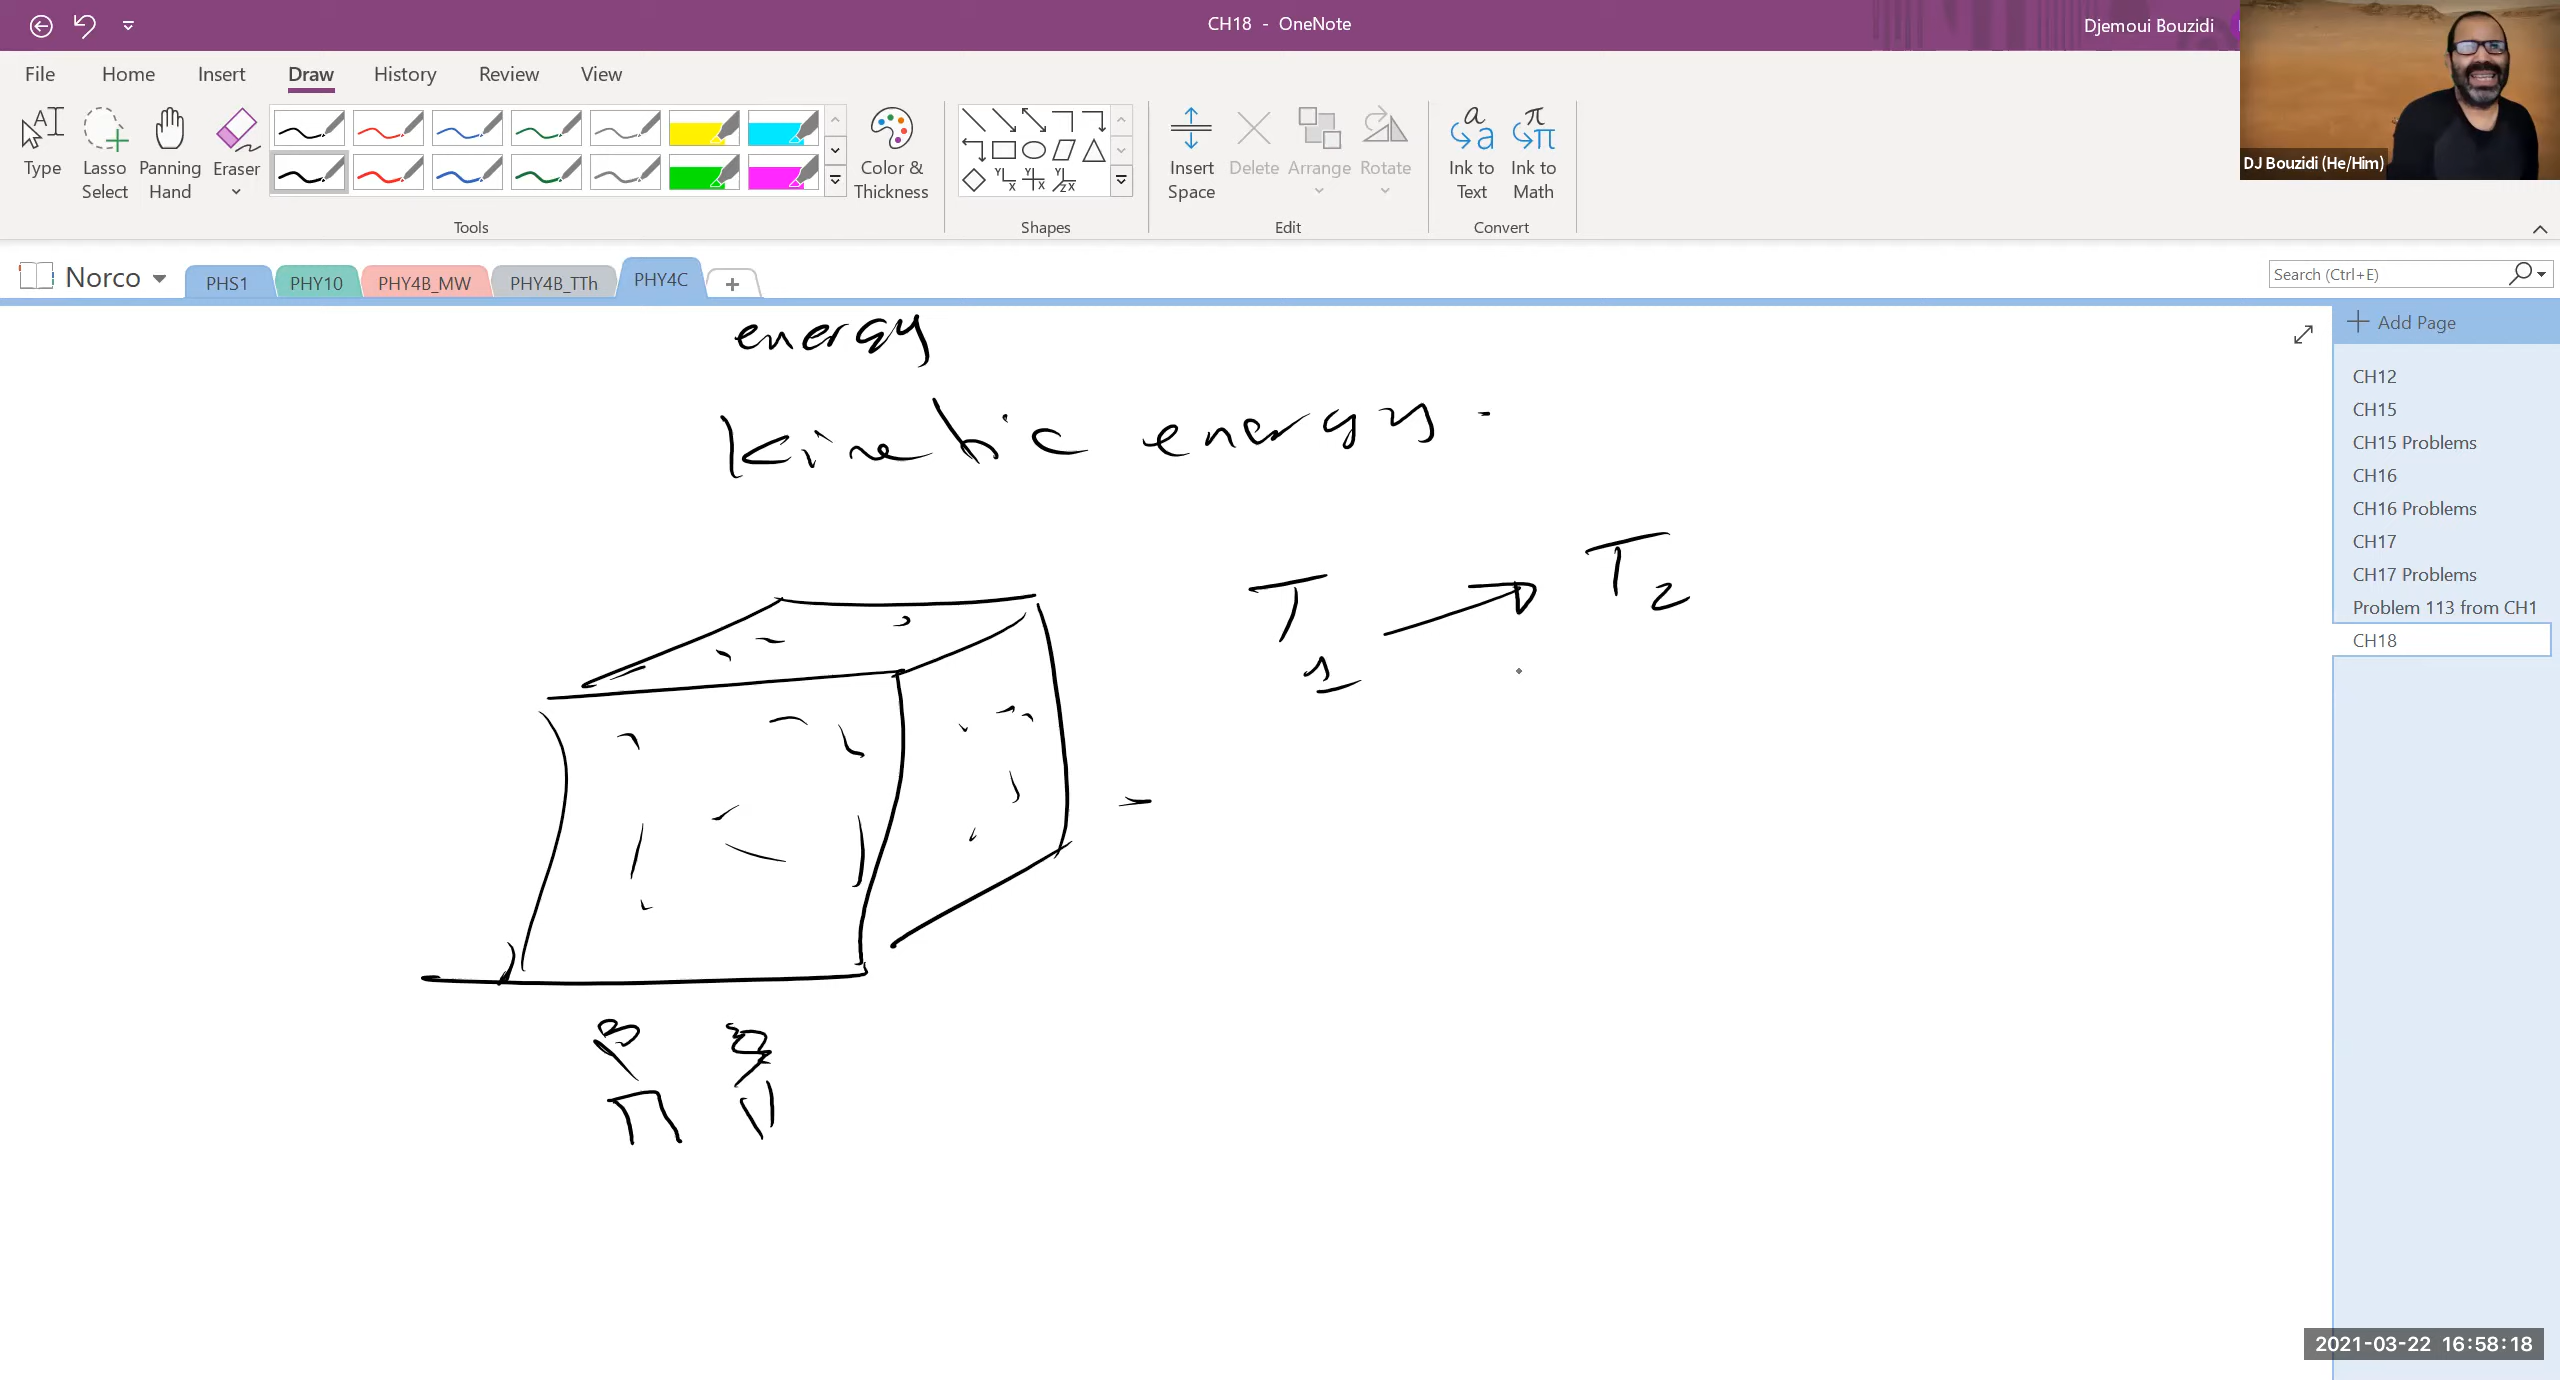 CH18 - OneNote
Djemoui Bouzidi
File Home Insert Draw History Review View
Type
Lasso Select
Panning Hand
Eraser
Color & Thickness
Insert Space
Delete
Arrange
Rotate
Ink to Text
Ink to Math
Tools
Shapes
Edit
Convert
DJ Bouzidi (He/Him)
Norco PHS1 PHY10 PHY4B_MW PHY4B_TTh PHY4C
Search (Ctrl+E)
Add Page
CH12
CH15
CH15 Problems
CH16
CH16 Problems
CH17
CH17 Problems
Problem 113 from CH1
CH18
energy
kinetic energy.
T1 → T2
2021-03-22 16:58:18